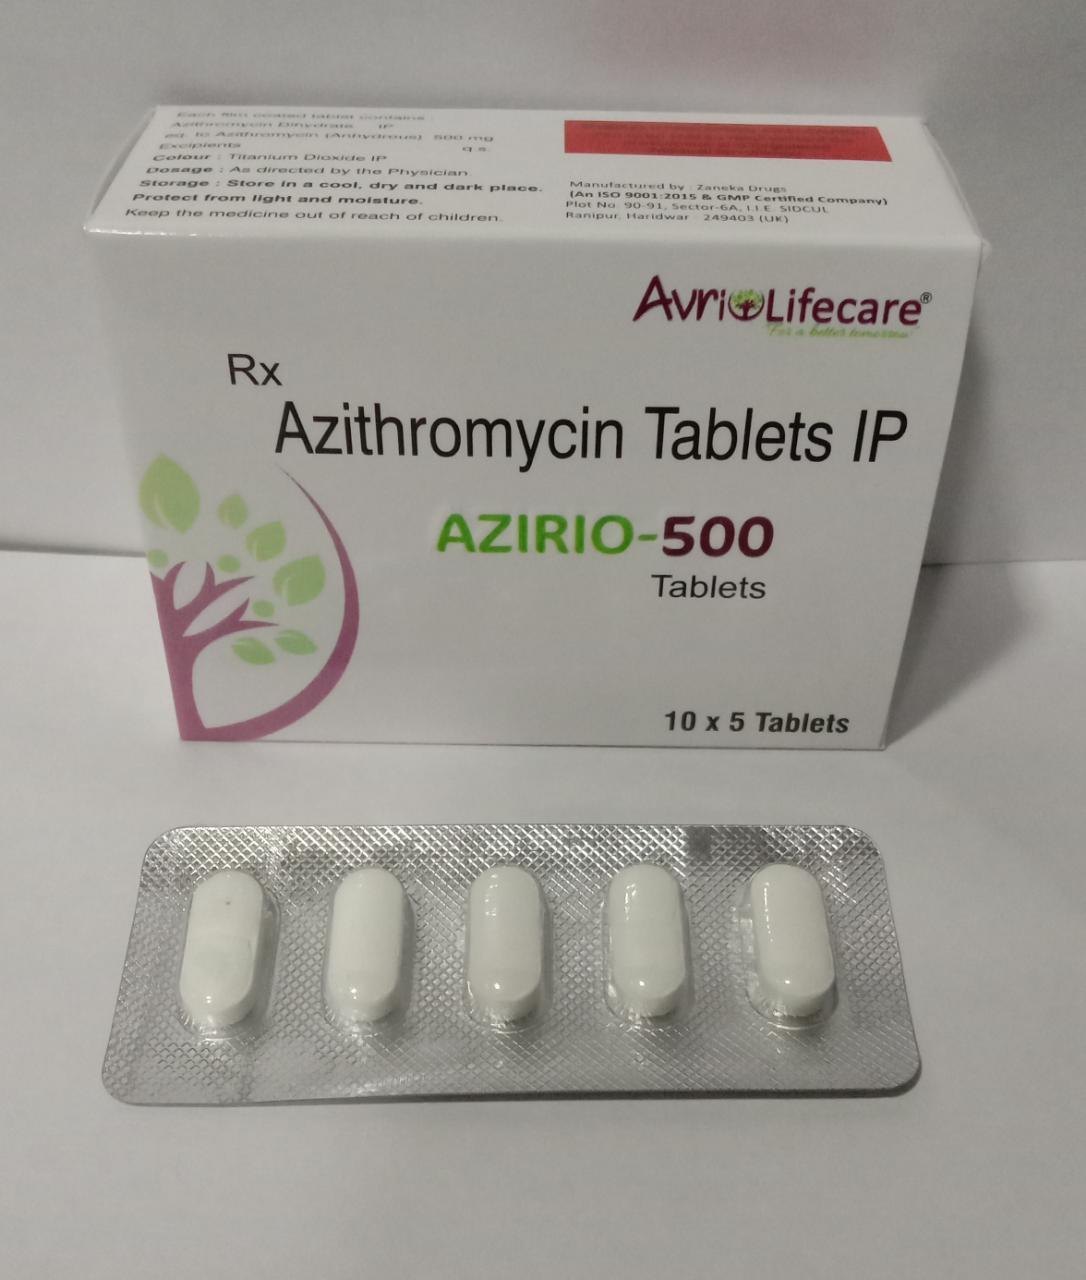 Each film coated tablet contains :
Azithromycin Dihydrate IP
eq. to Azithromycin (Anhydrous) 500 mg
Excipients q.s.
Colour : Titanium Dioxide IP
Dosage : As directed by the Physician.
Storage : Store in a cool, dry and dark place.
Protect from light and moisture.
Keep the medicine out of reach of children.
Manufactured by : Zaneka Drugs
(An ISO 9001:2015 & GMP Certified Company)
Plot No. 90-91, Sector-6A, I.I.E. SIDCUL
Ranipur, Haridwar - 249403 (UK)
Avrio Lifecare®
"For a better tomorrow"
Rx
Azithromycin Tablets IP
AZIRIO-500
Tablets
10 x 5 Tablets